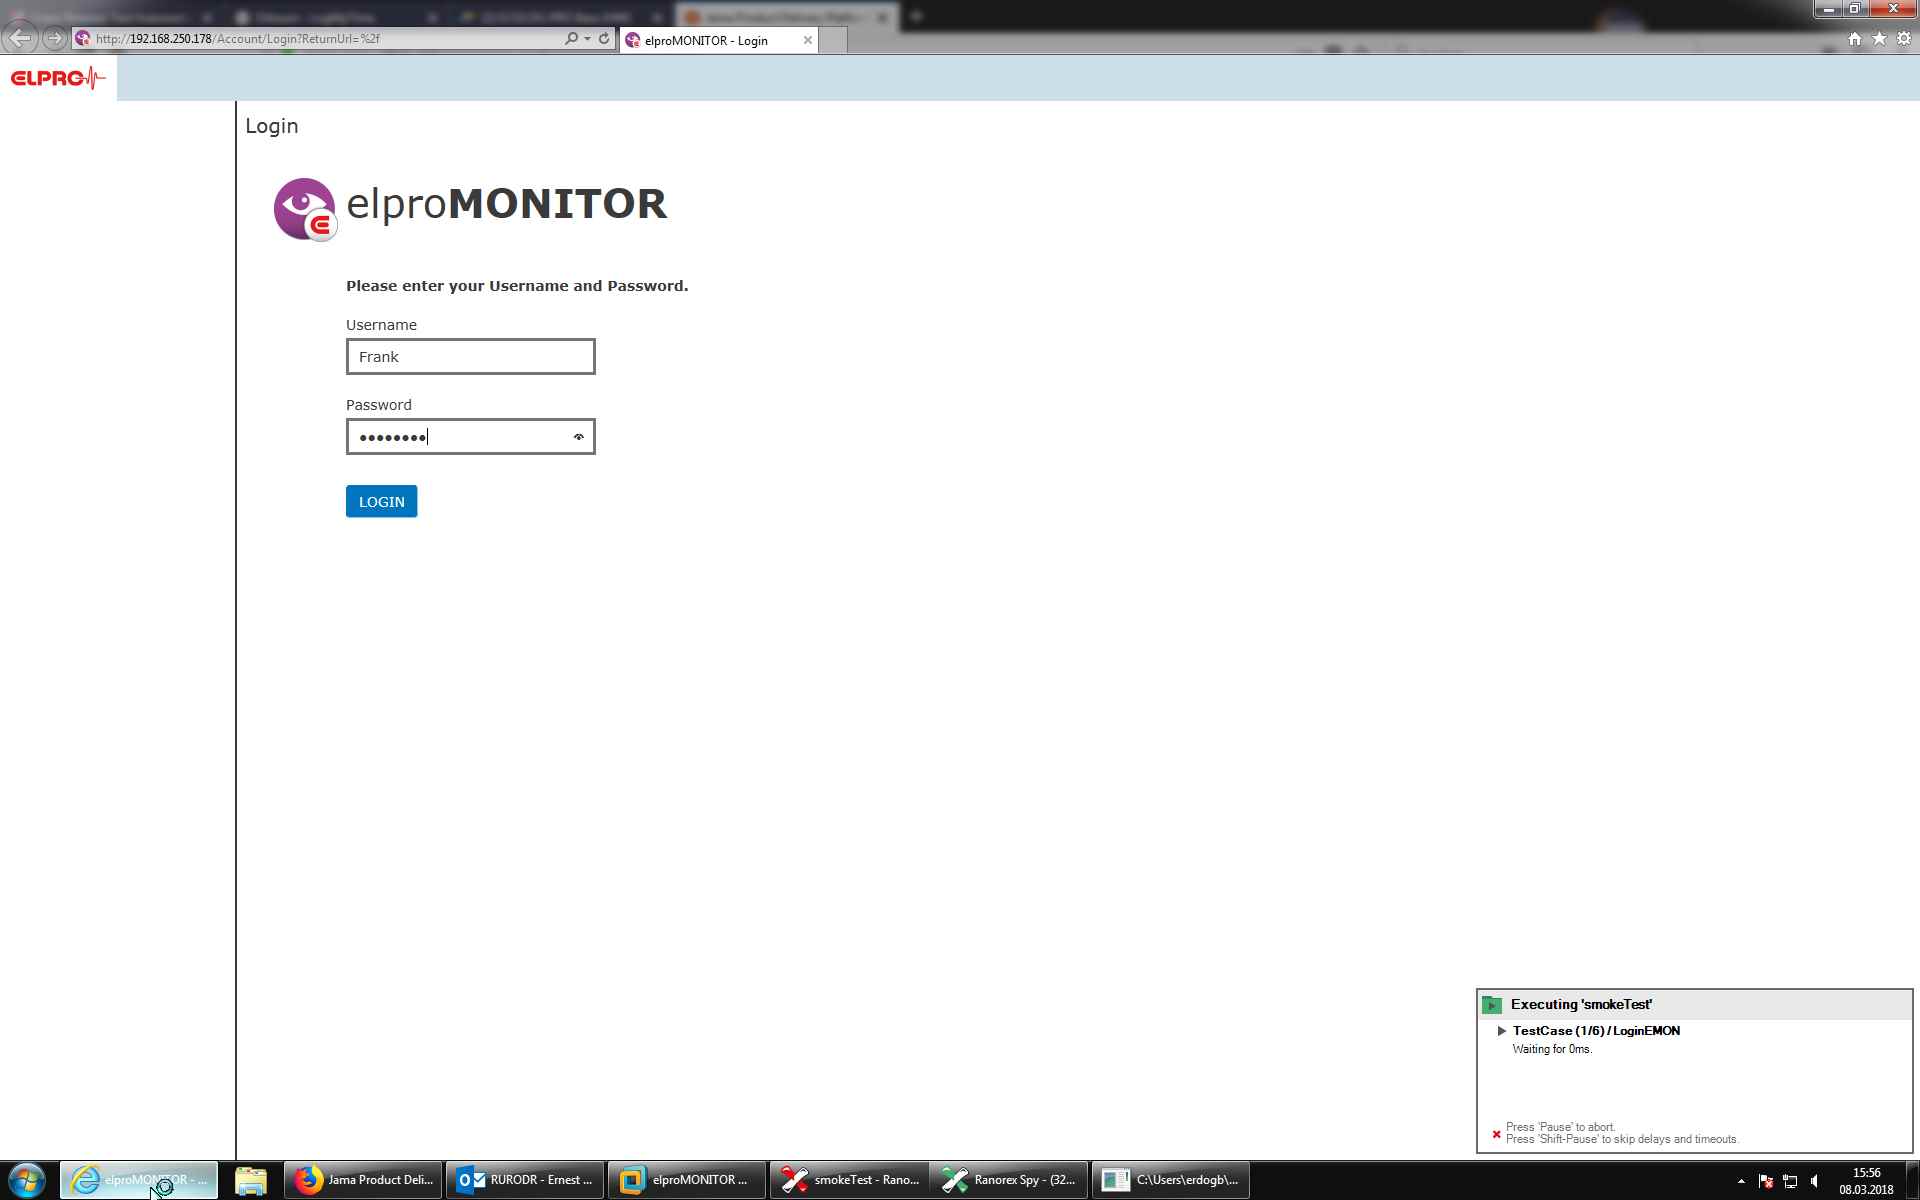 http://192.168.250.178/Account/Login?ReturnUrl=%2f
elproMONITOR - Login
ELPRO
Login
elproMONITOR
Please enter your Username and Password.
Username
Frank
Password
LOGIN
Executing 'smokeTest'
TestCase (1/6) / LoginEMON
Waiting for 0ms.
Press 'Pause' to abort.
Press 'Shift-Pause' to skip delays and timeouts.
elproMONITOR - ...
Jama Product Deli...
RURODR - Ernest ...
elproMONITOR ...
smokeTest - Rano...
Ranorex Spy - (32...
C:\Users\erdogb\...
15:56
08.03.2018